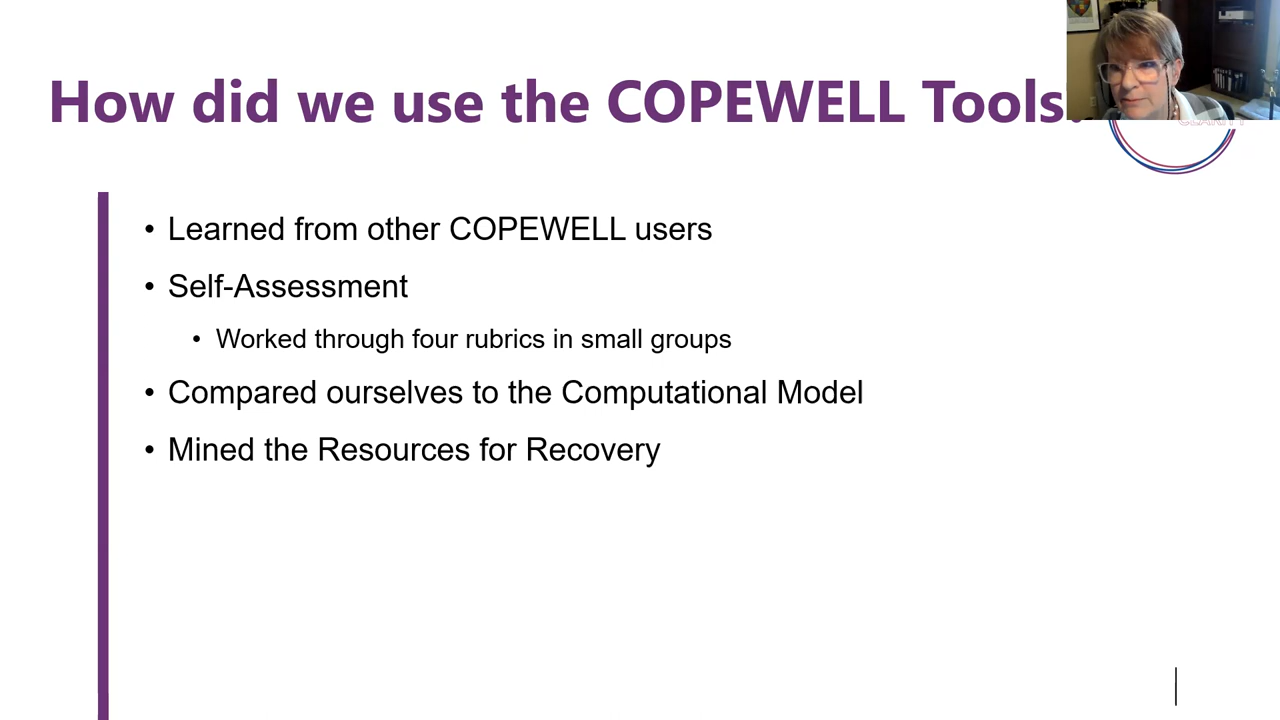 How did we use the COPEWELL Tools
• Learned from other COPEWELL users
• Self-Assessment
• Worked through four rubrics in small groups
• Compared ourselves to the Computational Model
• Mined the Resources for Recovery